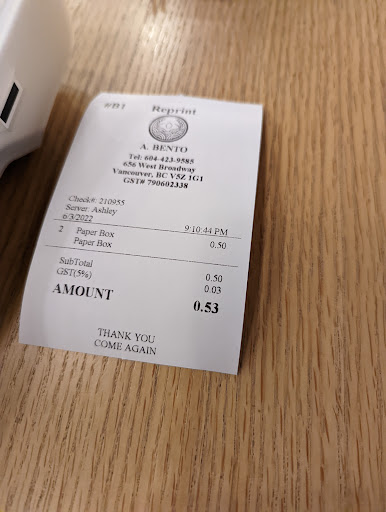 #B1 Reprint
A. BENTO
Tel: 604-423-9585
656 West Broadway
Vancouver, BC V5Z 1G1
GST# 790602338
Check#: 210955
Server: Ashley
6/3/2022 9:10:44 PM
2 Paper Box 0.50
Paper Box
SubTotal 0.50
GST(5%) 0.03
AMOUNT 0.53
THANK YOU
COME AGAIN